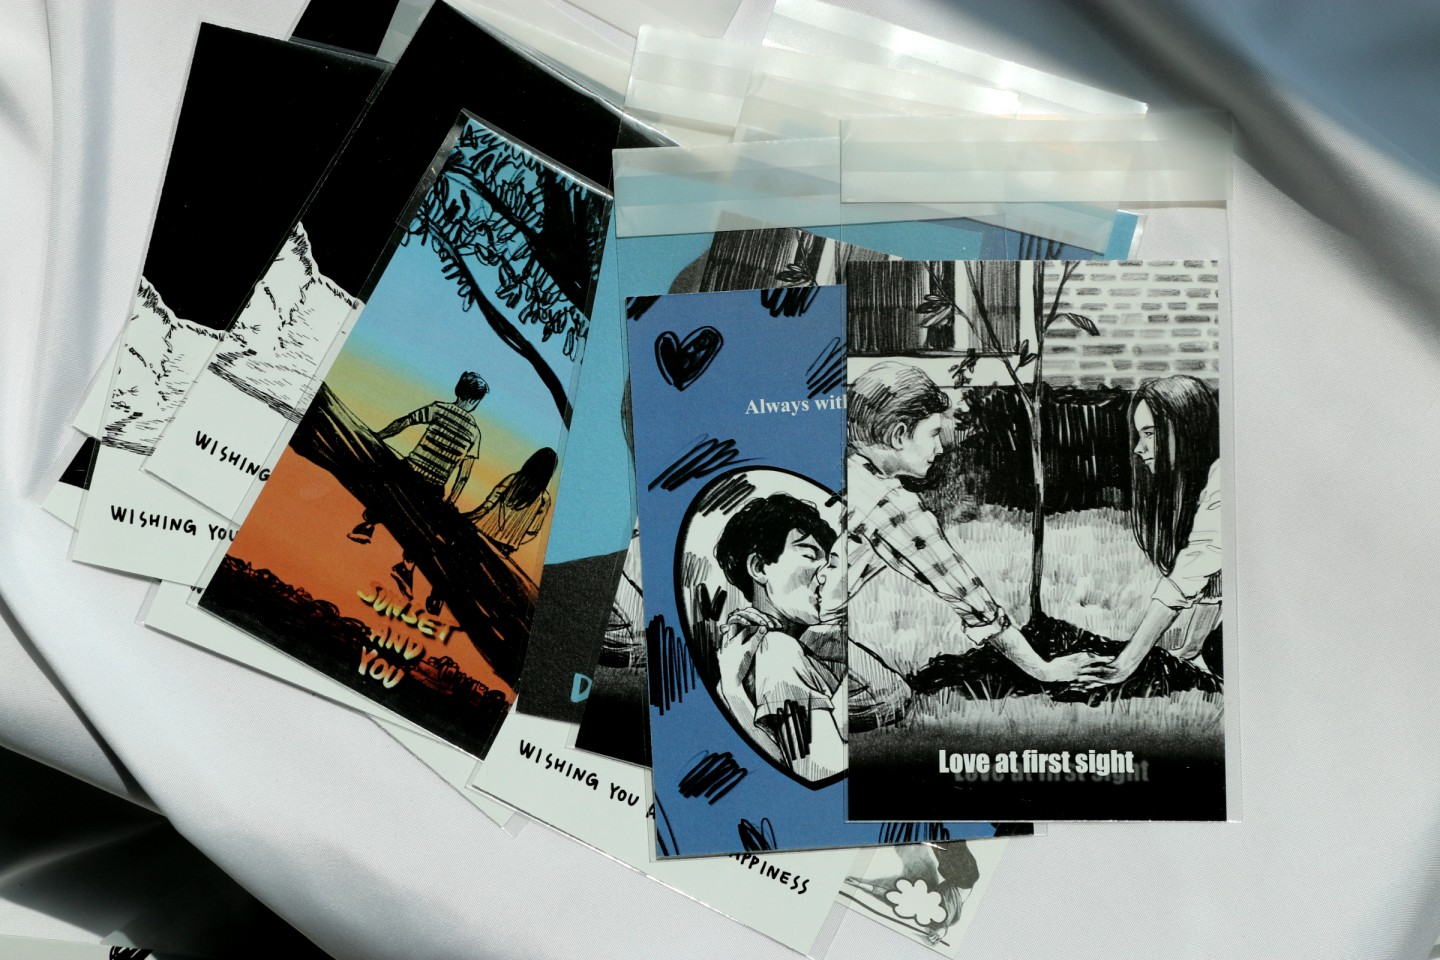 WISHING
WISHING YOU
SUNSET
AND
YOU
D
WISHING YOU A
HAPPINESS
Always with
Love at first sight